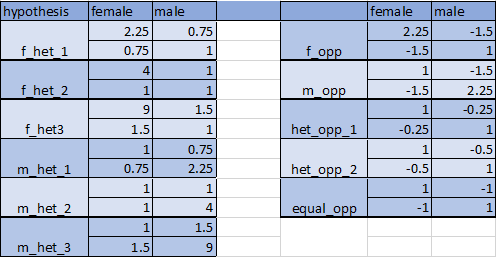 hypothesis female male female male
2.25 0.75 2.25 -1.5
f_het_1 0.75 1 f_opp -1.5 1
4 1 1 -1.5
f_het_2 1 1 m_opp -1.5 2.25
9 1.5 1 -0.25
f_het3 1.5 1 het_opp_1 -0.25 1
1 0.75 1 -0.5
m_het_1 0.75 2.25 het_opp_2 -0.5 1
1 1 1 -1
m_het_2 1 4 equal_opp -1 1
1 1.5
m_het_3 1.5 9